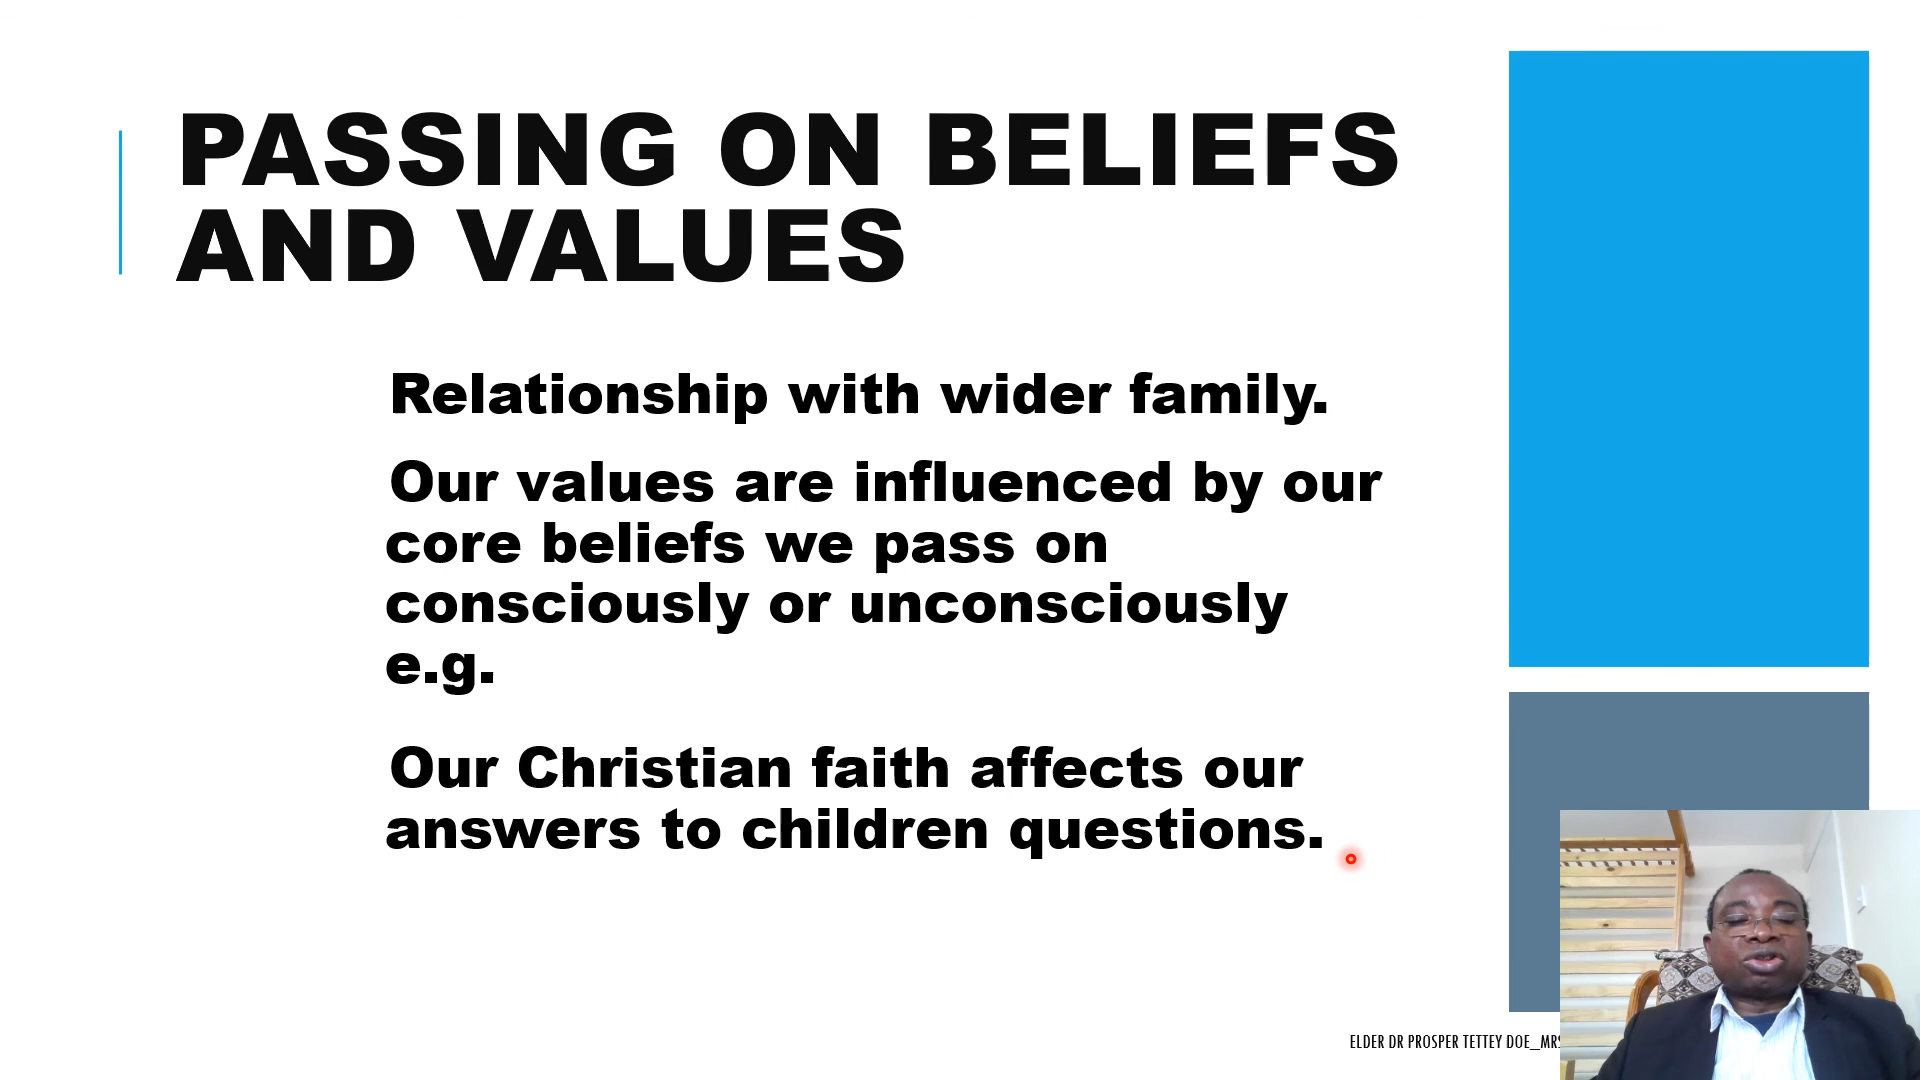 PASSING ON BELIEFS
AND VALUES
Relationship with wider family.
Our values are influenced by our
core beliefs we pass on
consciously or unconsciously
e.g.
Our Christian faith affects our
answers to children questions.
ELDER DR PROSPER TETTEY DOE_MRS